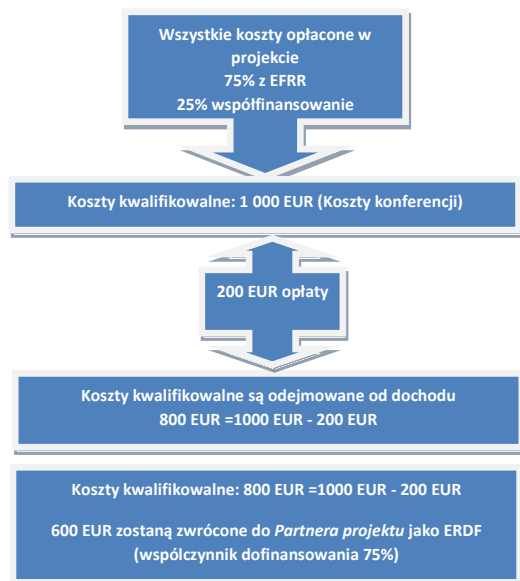 Wszystkie koszty opłacone w
projekcie
75% z EFRR
25% współfinansowanie
Koszty kwalifikowalne: 1 000 EUR (Koszty konferencji)
200 EUR opłaty
Koszty kwalifikowalne są odejmowane od dochodu
800 EUR =1000 EUR - 200 EUR
Koszty kwalifikowalne: 800 EUR =1000 EUR - 200 EUR
600 EUR zostaną zwrócone do Partnera projektu jako ERDF
(wspólczynnik dofinansowania 75%)